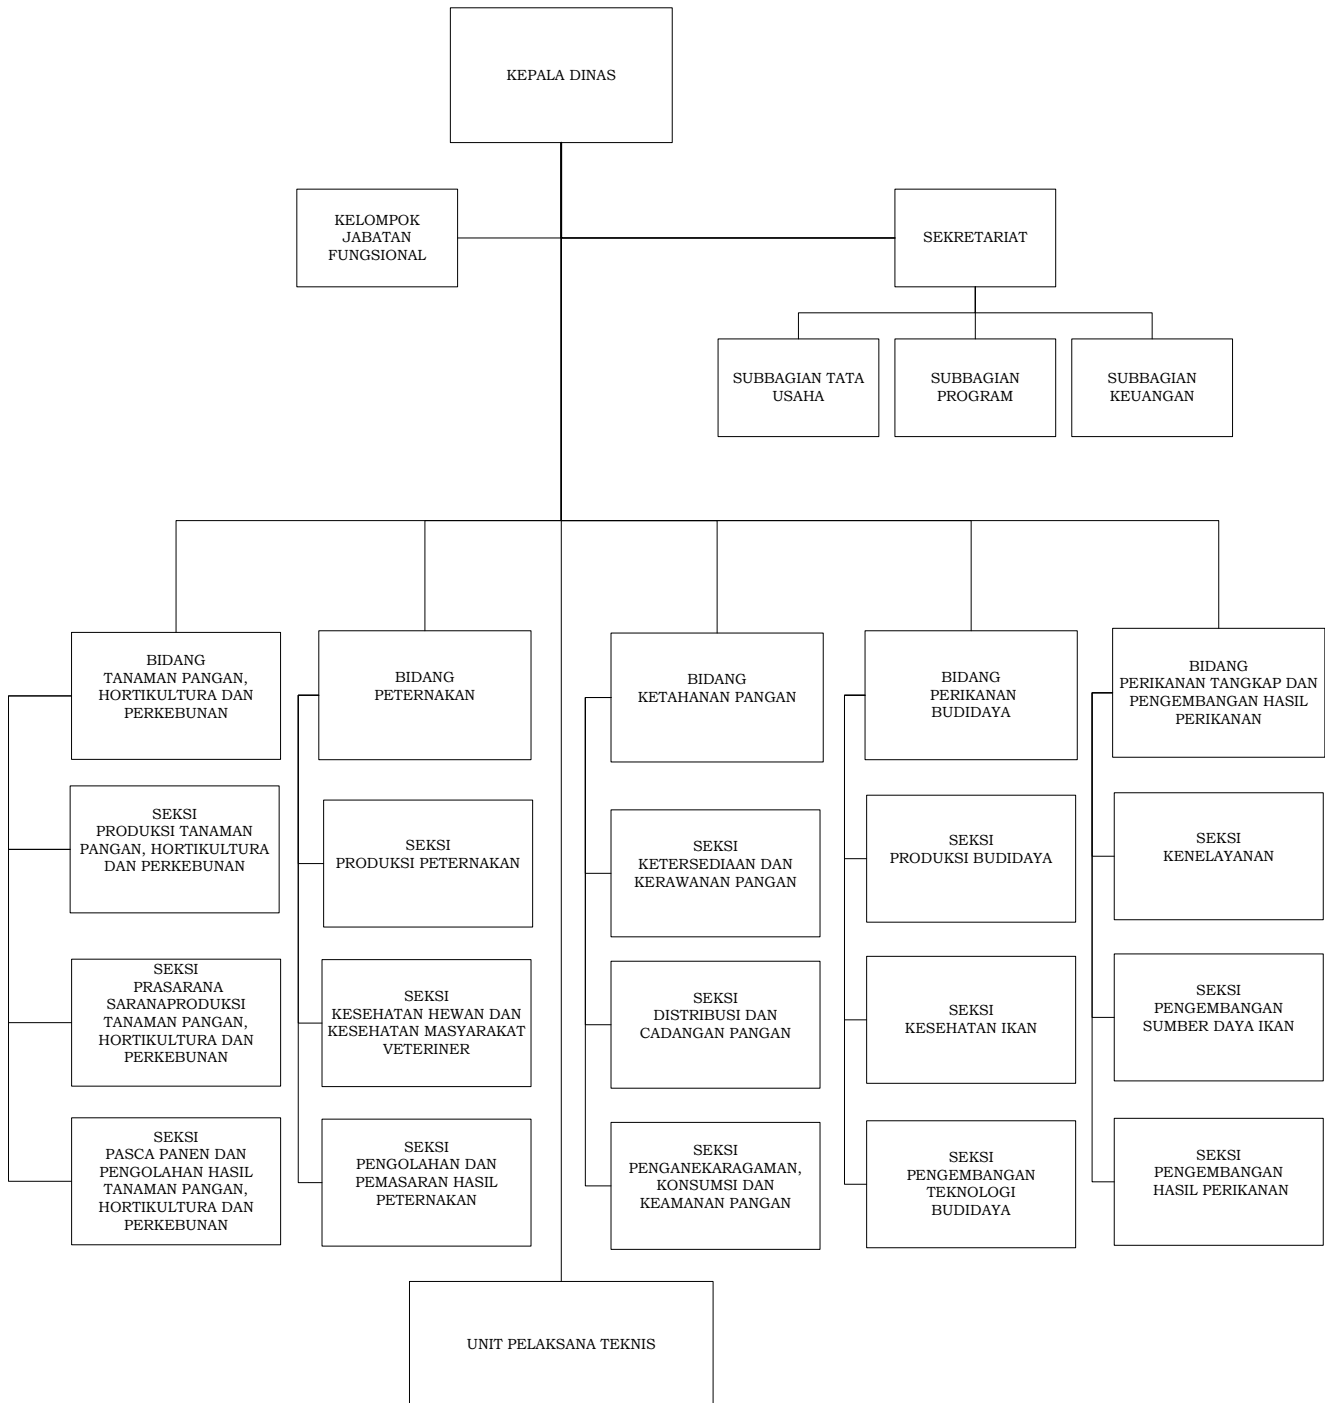 KEPALA DINAS
KELOMPOK
JABATAN
FUNGSIONAL
SEKRETARIAT
SUBBAGIAN TATA
USAHA
SUBBAGIAN
PROGRAM
SUBBAGIAN
KEUANGAN
BIDANG
TANAMAN PANGAN,
HORTIKULTURA DAN
PERKEBUNAN
BIDANG
PETERNAKAN
BIDANG
KETAHANAN PANGAN
BIDANG
PERIKANAN
BUDIDAYA
BIDANG
PERIKANAN TANGKAP DAN
PENGEMBANGAN HASIL
PERIKANAN
SEKSI
PRODUKSI TANAMAN
PANGAN, HORTIKULTURA
DAN PERKEBUNAN
SEKSI
PRODUKSI PETERNAKAN
SEKSI
KETERSEDIAAN DAN
KERAWANAN PANGAN
SEKSI
PRODUKSI BUDIDAYA
SEKSI
KENELAYANAN
SEKSI
PRASARANA
SARANAPRODUKSI
TANAMAN PANGAN,
HORTIKULTURA DAN
PERKEBUNAN
SEKSI
KESEHATAN HEWAN DAN
KESEHATAN MASYARAKAT
VETERINER
SEKSI
DISTRIBUSI DAN
CADANGAN PANGAN
SEKSI
KESEHATAN IKAN
SEKSI
PENGEMBANGAN
SUMBER DAYA IKAN
SEKSI
PASCA PANEN DAN
PENGOLAHAN HASIL
TANAMAN PANGAN,
HORTIKULTURA DAN
PERKEBUNAN
SEKSI
PENGOLAHAN DAN
PEMASARAN HASIL
PETERNAKAN
SEKSI
PENGANEKARAGAMAN,
KONSUMSI DAN
KEAMANAN PANGAN
SEKSI
PENGEMBANGAN
TEKNOLOGI
BUDIDAYA
SEKSI
PENGEMBANGAN
HASIL PERIKANAN
UNIT PELAKSANA TEKNIS